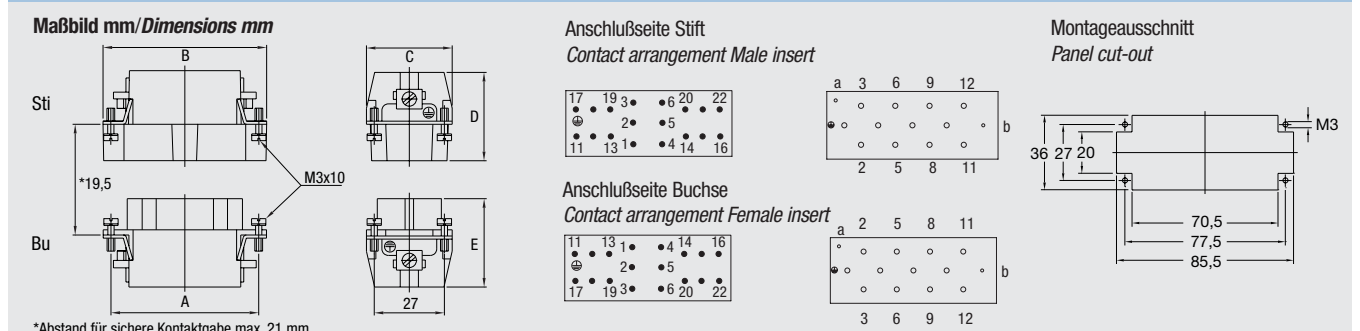 Maßbild mm/Dimensions mm
B
C
Sti
D
*19,5
M3x10
Bu
E
A
27
*Abstand für sichere Kontaktgabe max. 21 mm
Anschlußseite Stift
Contact arrangement Male insert
17 19 3 6 20 22
2 5
11 13 1 4 14 16
a 3 6 9 12
b
2 5 8 11
Anschlußseite Buchse
Contact arrangement Female insert
11 13 1 4 14 16
2 5
17 19 3 6 20 22
a 2 5 8 11
b
3 6 9 12
Montageausschnitt
Panel cut-out
M3
36 27 20
70,5
77,5
85,5